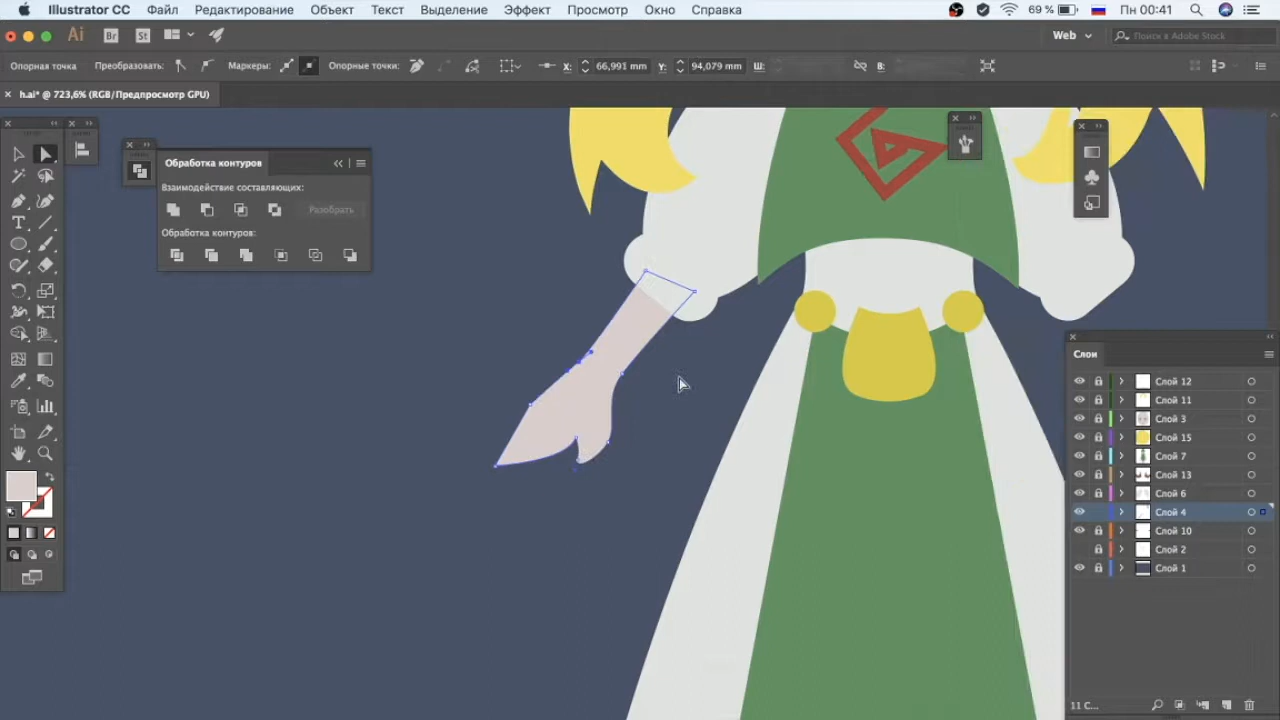 Illustrator CC Файл Редактирование Объект Текст Выделение Эффект Просмотр Окно Справка 69 % Пн 00:41
Ai Br St Web Поиск в Adobe Stock
Опорная точка Преобразовать: Маркеры: Опорные точки: X: 66,991 mm Y: 94,079 mm Ш: В:
× h.ai* @ 723,6% (RGB/Предпросмотр GPU)
Обработка контуров
Взаимодействие составляющих:
Разобрать
Обработка контуров:
Слои
Слой 12
Слой 11
Слой 3
Слой 15
Слой 7
Слой 13
Слой 6
Слой 4
Слой 10
Слой 2
Слой 1
11 С...